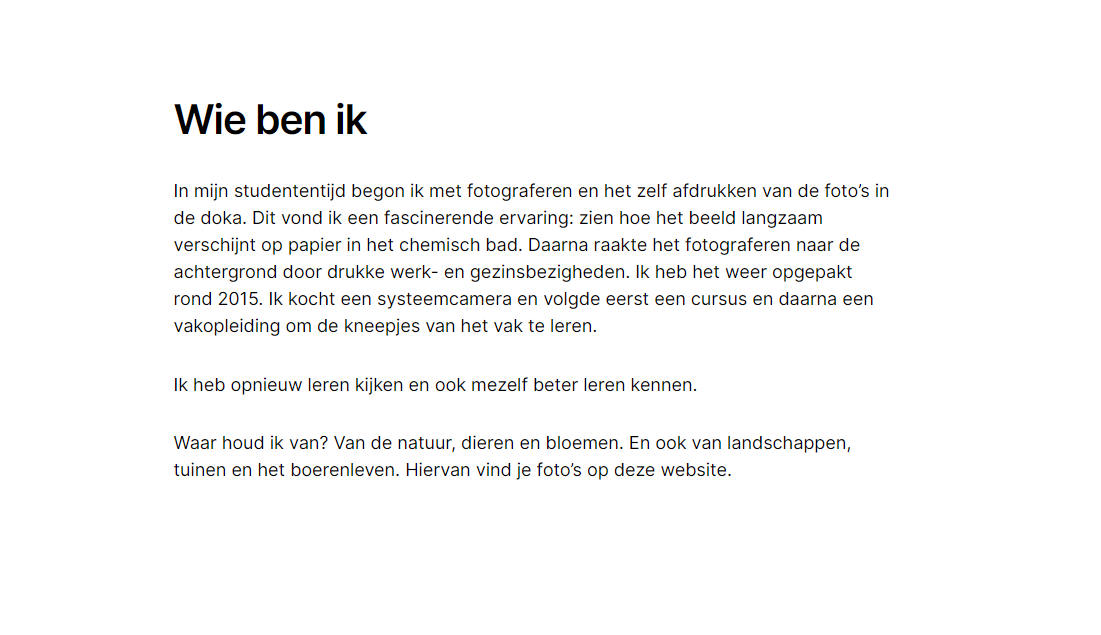 Wie ben ik
In mijn studententijd begon ik met fotograferen en het zelf afdrukken van de foto’s in
de doka. Dit vond ik een fascinerende ervaring: zien hoe het beeld langzaam
verschijnt op papier in het chemisch bad. Daarna raakte het fotograferen naar de
achtergrond door drukke werk- en gezinsbezigheden. Ik heb het weer opgepakt
rond 2015. Ik kocht een systeemcamera en volgde eerst een cursus en daarna een
vakopleiding om de kneepjes van het vak te leren.
Ik heb opnieuw leren kijken en ook mezelf beter leren kennen.
Waar houd ik van? Van de natuur, dieren en bloemen. En ook van landschappen,
tuinen en het boerenleven. Hiervan vind je foto’s op deze website.